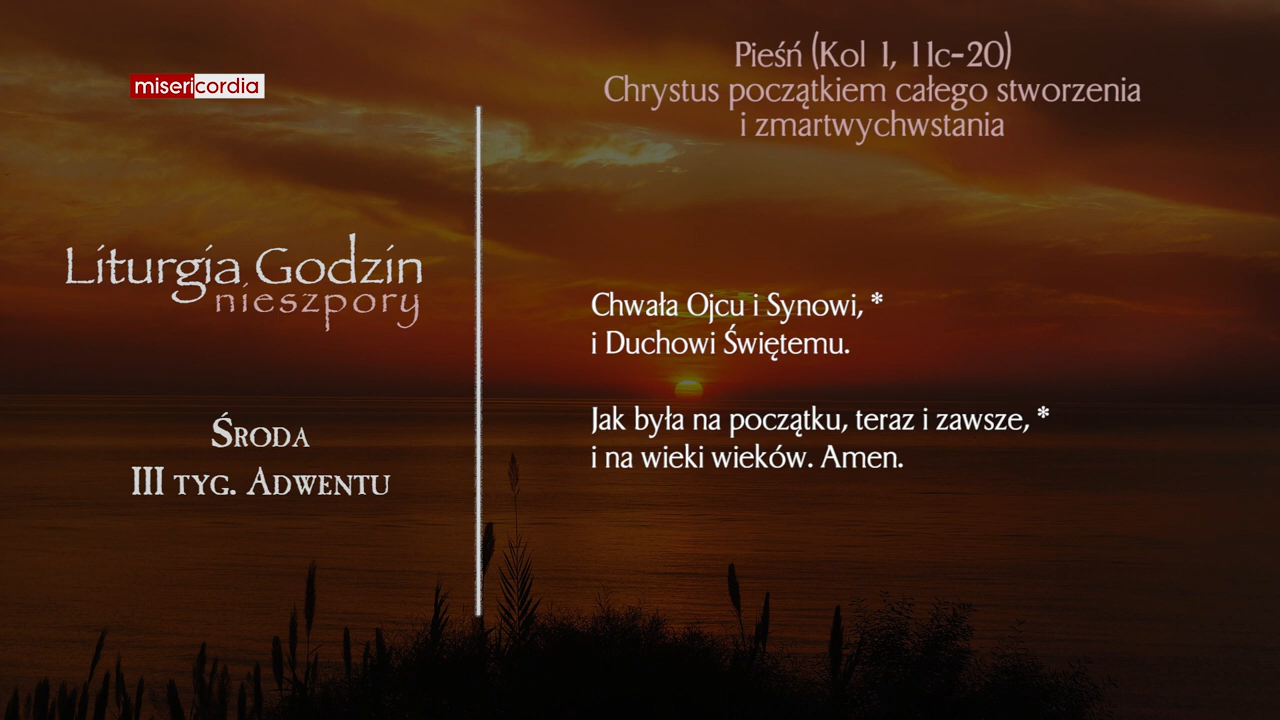 misericordia
Liturgia Godzin
nieszpory
Środa
III tyg. Adwentu
Pieśń (Kol 1, 11c-20)
Chrystus początkiem całego stworzenia
i zmartwychwstania
Chwała Ojcu i Synowi, *
i Duchowi Świętemu.
Jak była na początku, teraz i zawsze, *
i na wieki wieków. Amen.